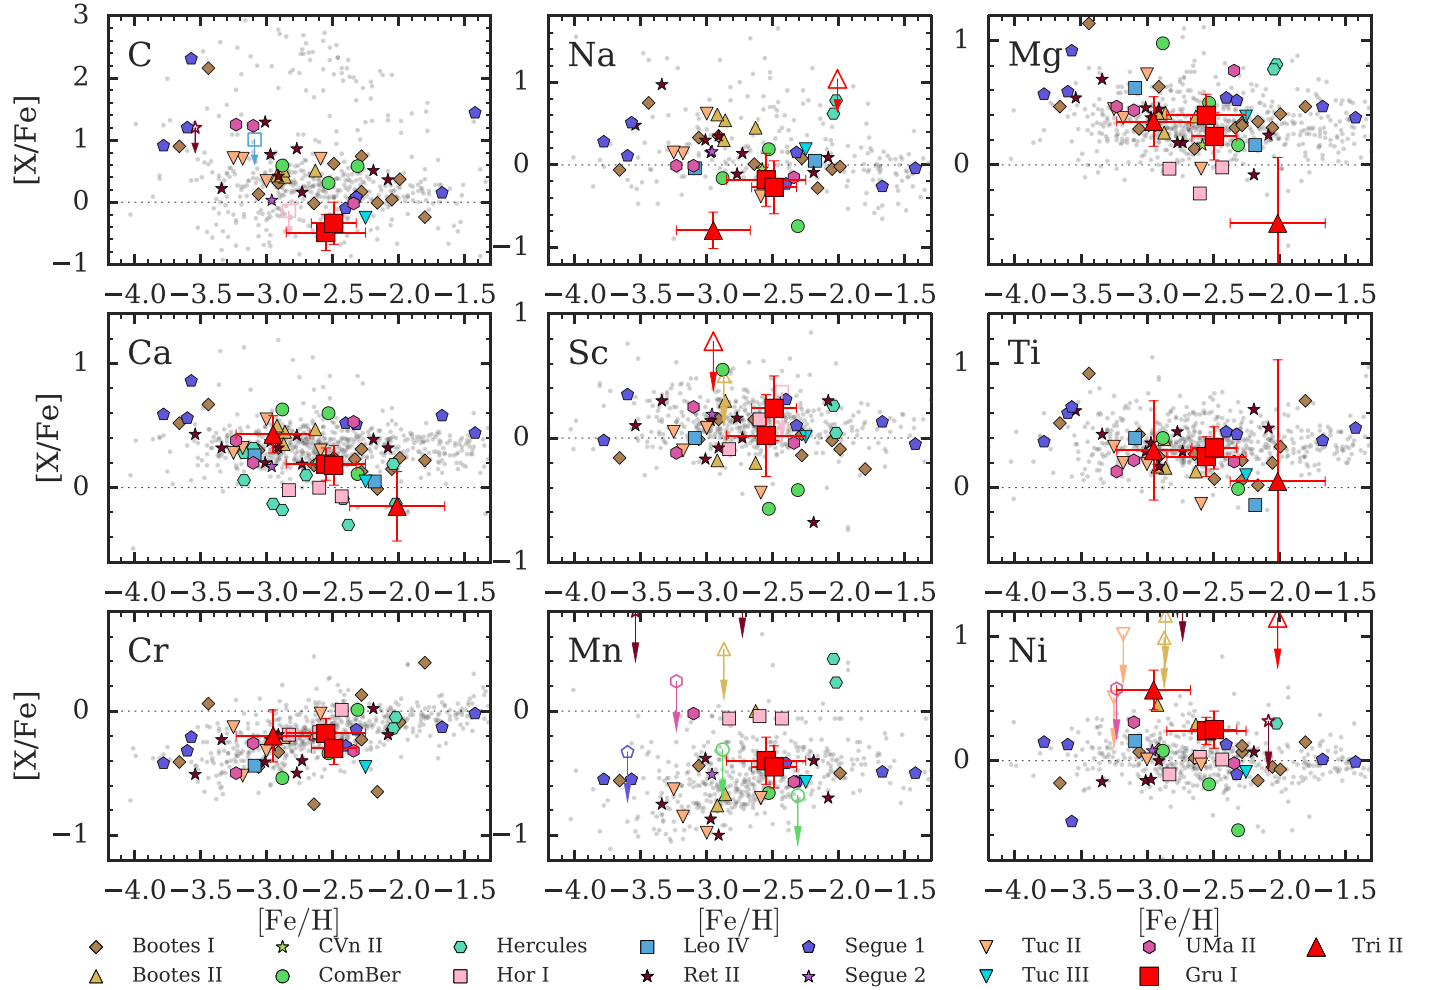 3
2
1
0
−1
[X/Fe]
C
−4.0 −3.5 −3.0 −2.5 −2.0 −1.5
1
0
−1
Na
−4.0 −3.5 −3.0 −2.5 −2.0 −1.5
1
0
Mg
−4.0 −3.5 −3.0 −2.5 −2.0 −1.5
1
0
[X/Fe]
Ca
−4.0 −3.5 −3.0 −2.5 −2.0 −1.5
1
0
−1
Sc
−4.0 −3.5 −3.0 −2.5 −2.0 −1.5
1
0
Ti
−4.0 −3.5 −3.0 −2.5 −2.0 −1.5
0
−1
[X/Fe]
Cr
−4.0 −3.5 −3.0 −2.5 −2.0 −1.5
[Fe/H]
0
−1
Mn
−4.0 −3.5 −3.0 −2.5 −2.0 −1.5
[Fe/H]
1
0
Ni
−4.0 −3.5 −3.0 −2.5 −2.0 −1.5
[Fe/H]
Bootes I
Bootes II
CVn II
ComBer
Hercules
Hor I
Leo IV
Ret II
Segue 1
Segue 2
Tuc II
Tuc III
UMa II
Gru I
Tri II